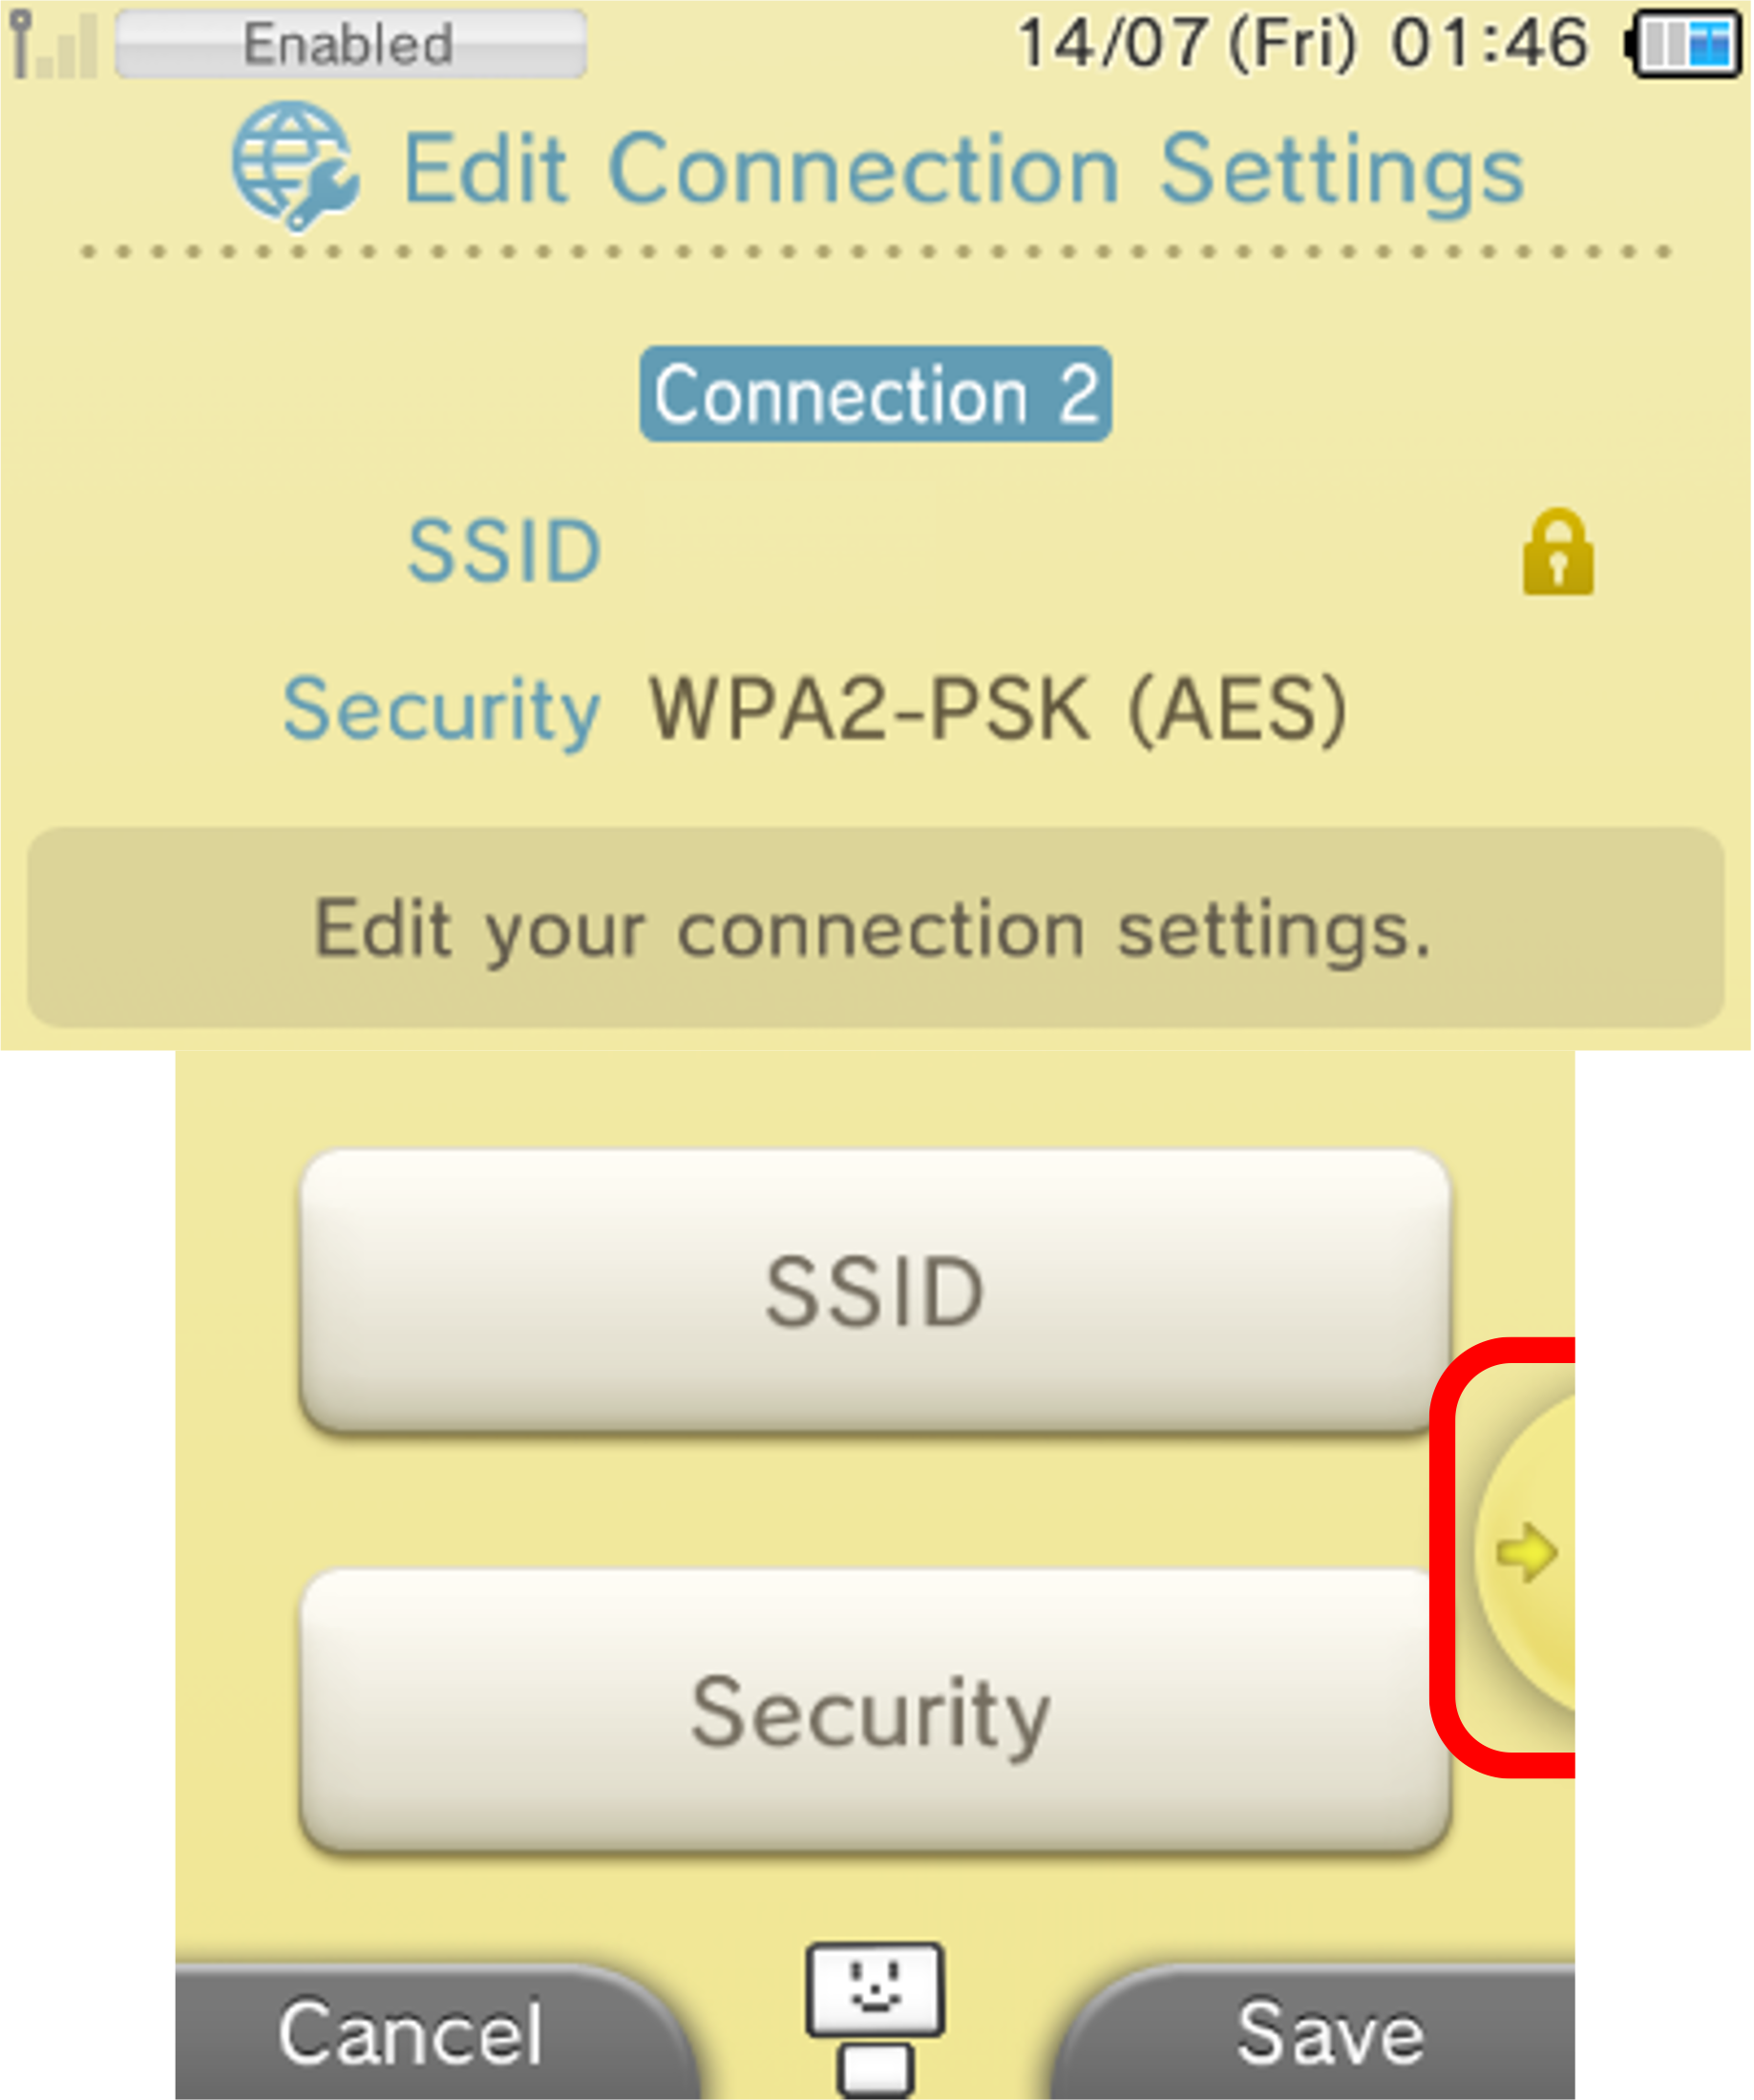 Enabled 14/07 (Fri) 01:46
Edit Connection Settings
Connection 2
SSID
Security WPA2-PSK (AES)
Edit your connection settings.
SSID
Security
Cancel Save